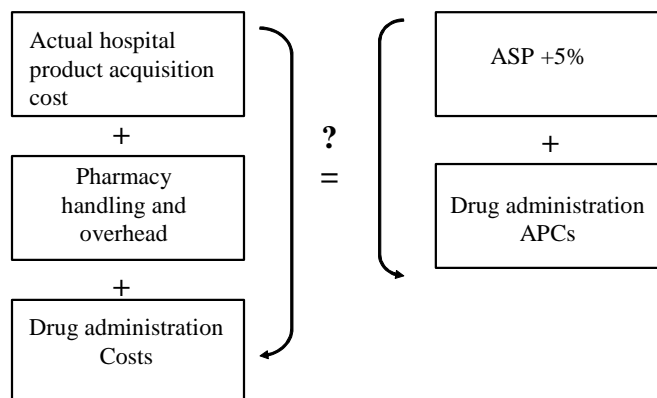 Actual hospital
product acquisition
cost
+
Pharmacy
handling and
overhead
+
Drug administration
Costs
?
=
ASP +5%
+
Drug administration
APCs